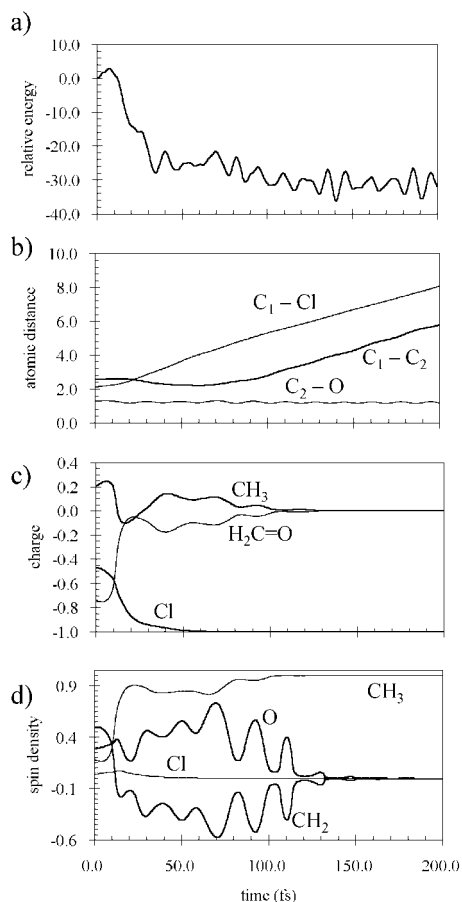 a)
relative energy
10.0
0.0
-10.0
-20.0
-30.0
-40.0
b)
atomic distance
10.0
8.0
6.0
4.0
2.0
0.0
C₁ – Cl
C₁ – C₂
C₂ – O
c)
charge
0.4
0.2
0.0
-0.2
-0.4
-0.6
-0.8
-1.0
CH₃
H₂C=O
Cl
d)
spin density
0.9
0.4
-0.1
-0.6
CH₃
O
Cl
CH₂
0.0 50.0 100.0 150.0 200.0
time (fs)